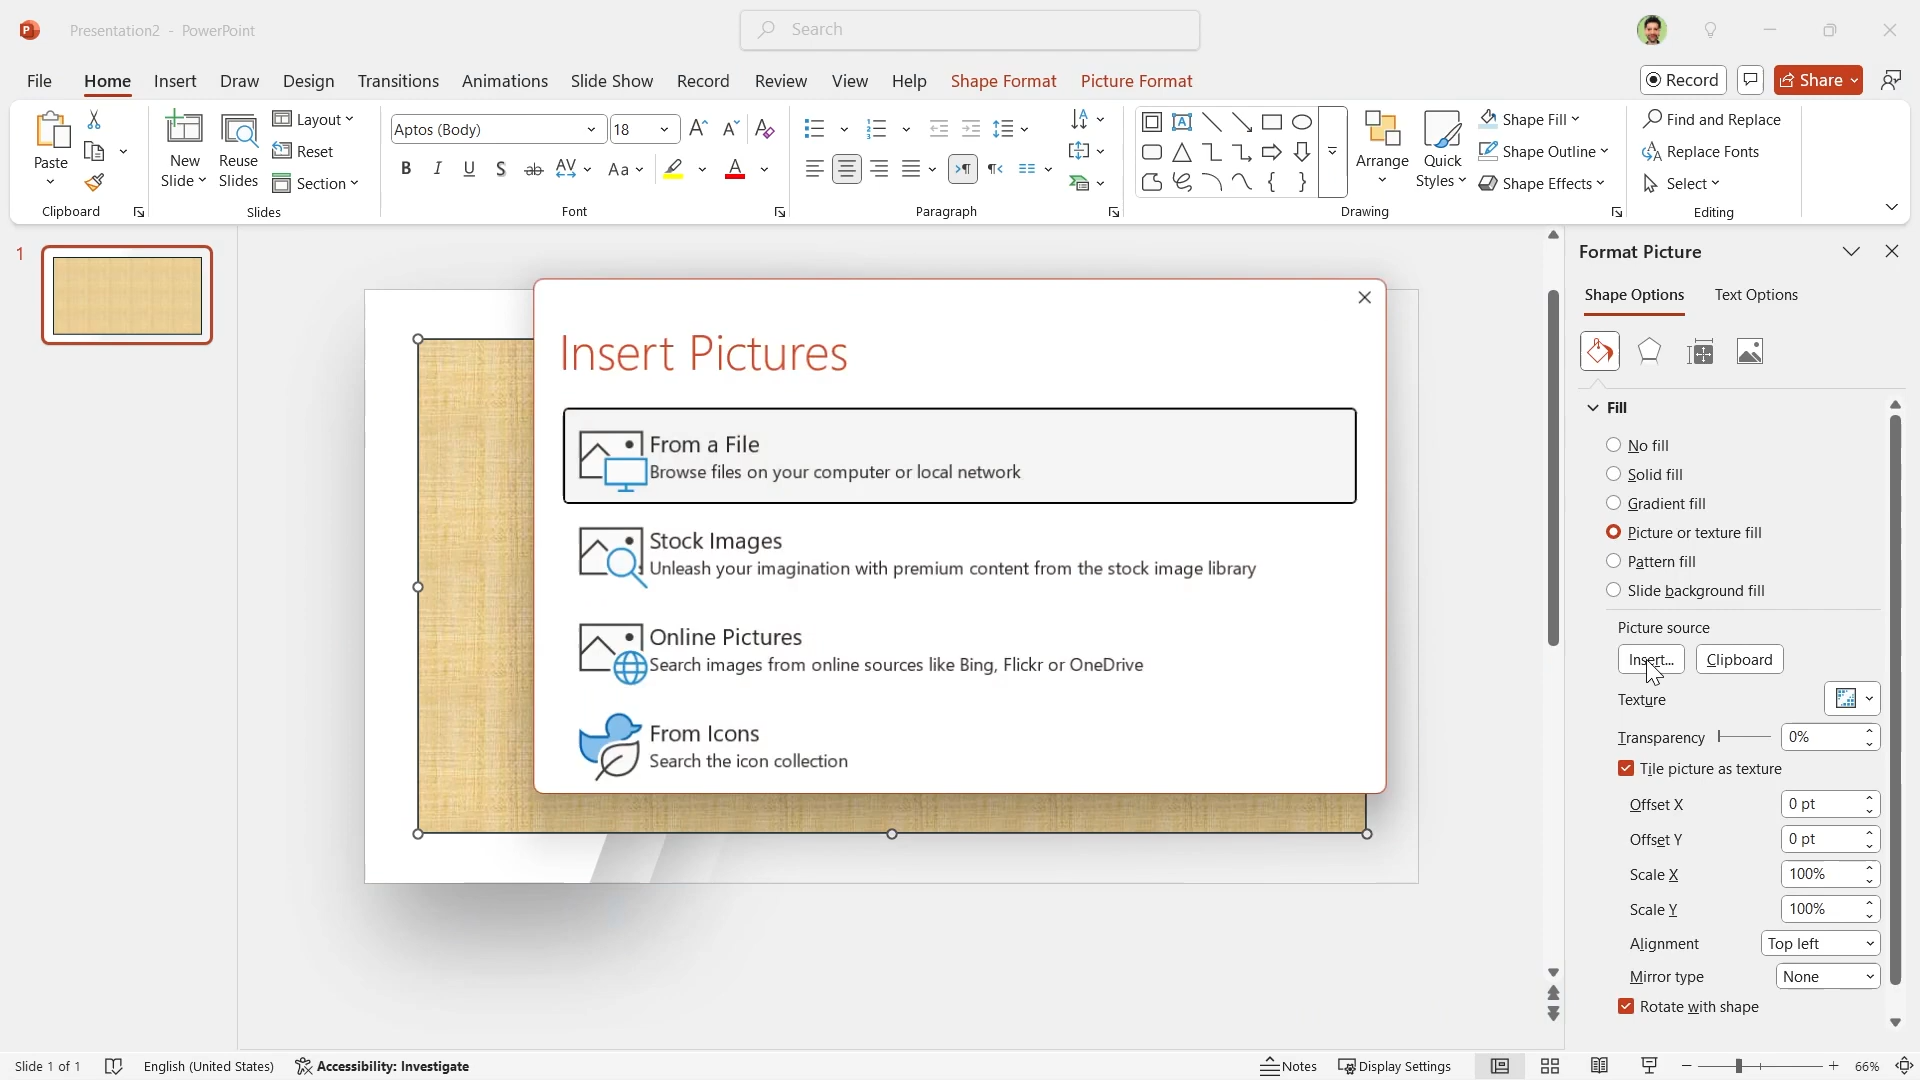 Presentation2 - PowerPoint
Search
File Home Insert Draw Design Transitions Animations Slide Show Record Review View Help Shape Format Picture Format
Record
Share
Paste
Clipboard
New Slide
Reuse Slides
Layout
Reset
Section
Slides
Aptos (Body)
18
Font
Paragraph
Arrange
Quick Styles
Shape Fill
Shape Outline
Shape Effects
Drawing
Find and Replace
Replace Fonts
Select
Editing
1
Insert Pictures
From a File
Browse files on your computer or local network
Stock Images
Unleash your imagination with premium content from the stock image library
Online Pictures
Search images from online sources like Bing, Flickr or OneDrive
From Icons
Search the icon collection
Format Picture
Shape Options Text Options
Fill
No fill
Solid fill
Gradient fill
Picture or texture fill
Pattern fill
Slide background fill
Picture source
Insert... Clipboard
Texture
Transparency 0%
Tile picture as texture
Offset X 0 pt
Offset Y 0 pt
Scale X 100%
Scale Y 100%
Alignment Top left
Mirror type None
Rotate with shape
Slide 1 of 1 English (United States) Accessibility: Investigate Notes Display Settings 66%